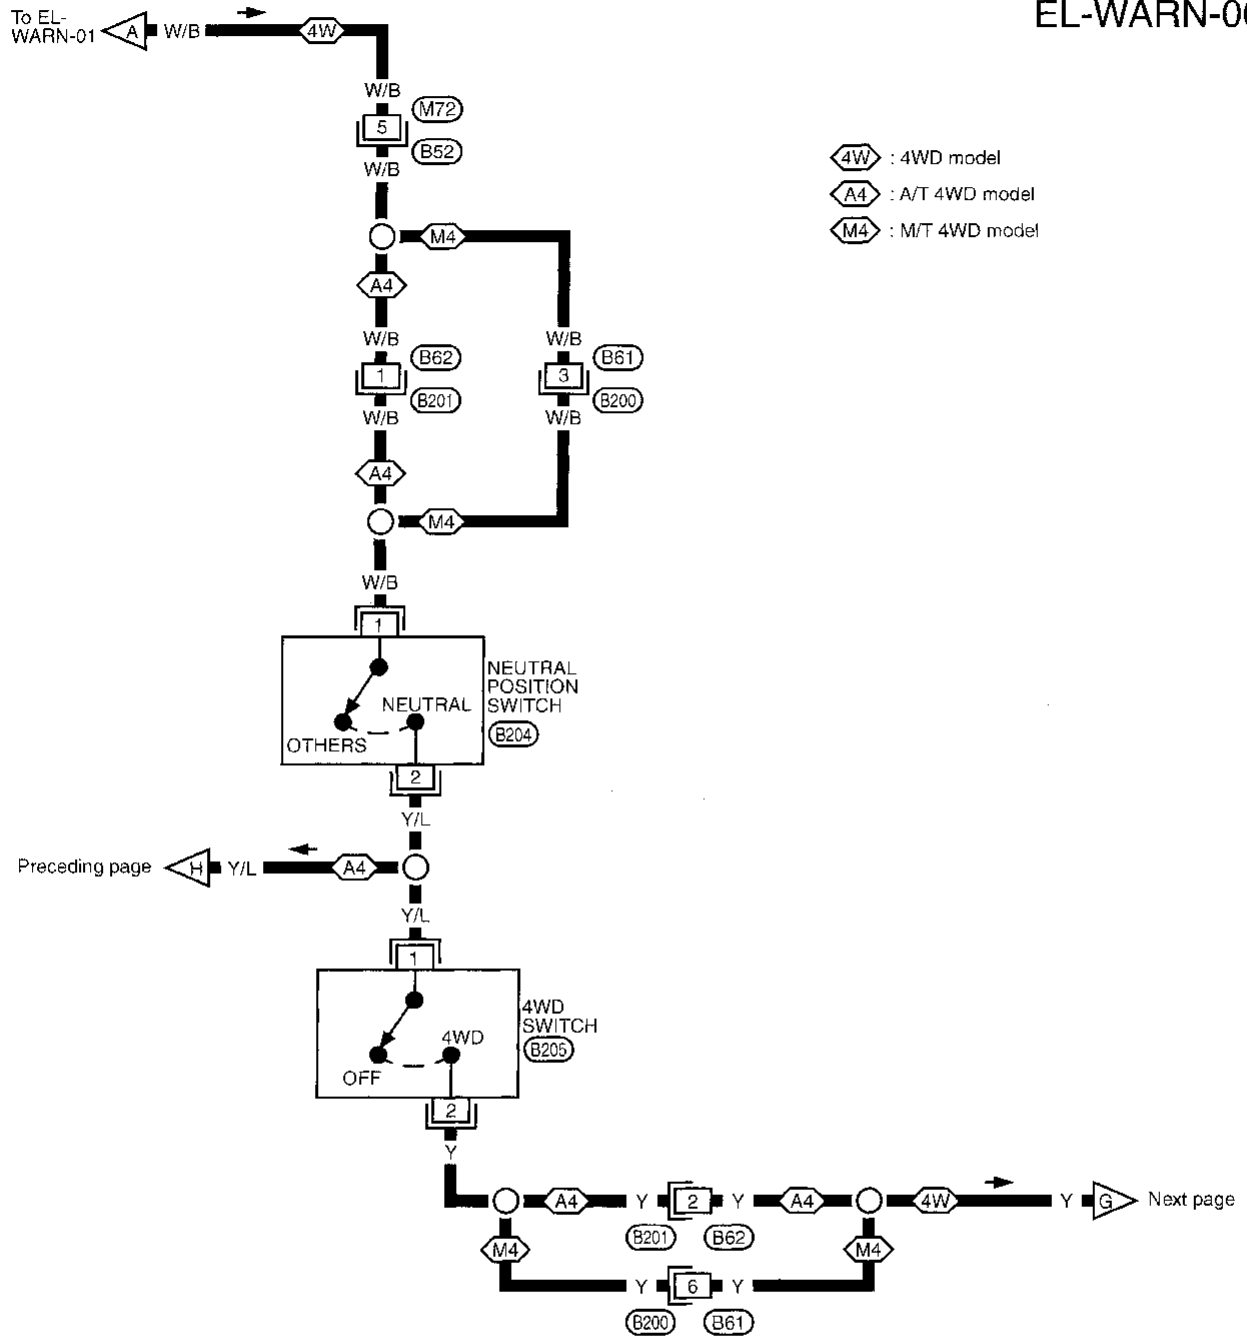 EL-WARN-0
To EL-
WARN-01
A
W/B
4W
W/B
M72
5
B52
W/B
4W : 4WD model
A4 : A/T 4WD model
M4 : M/T 4WD model
M4
A4
W/B
W/B
B62
B61
1
3
B201
B200
W/B
W/B
A4
M4
W/B
1
NEUTRAL
POSITION
SWITCH
B204
NEUTRAL
OTHERS
2
Y/L
Preceding page
H
Y/L
A4
Y/L
1
4WD
SWITCH
B205
4WD
OFF
2
Y
A4
Y
2
Y
A4
4W
Y
G
Next page
B201
B62
M4
M4
Y
6
Y
B200
B61